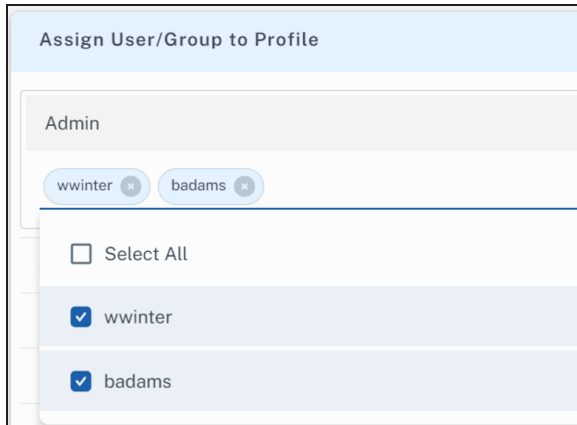 Assign User/Group to Profile
Admin
wwinter badams
Select All
wwinter
badams